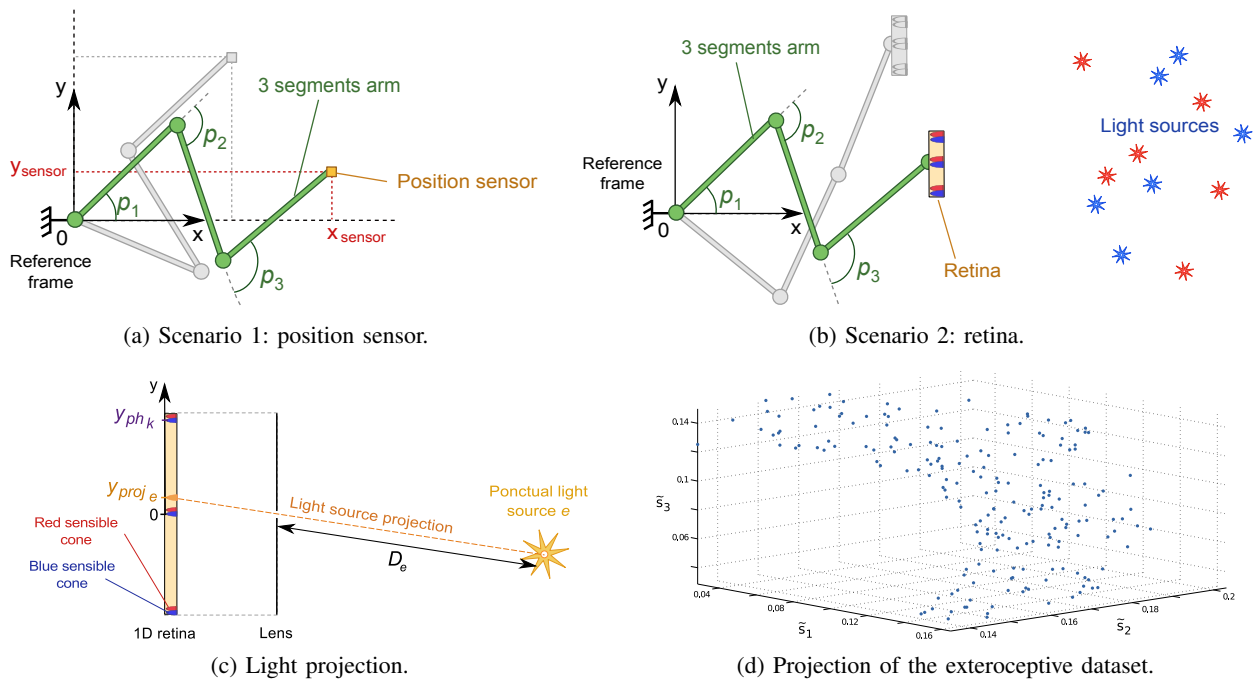 y
3 segments arm
p2
ysensor
Position sensor
p1
0
x
xsensor
Reference
frame
p3
(a) Scenario 1: position sensor.
3 segments arm
y
p2
Light sources
Reference
frame
p1
0
x
p3
Retina
(b) Scenario 2: retina.
y
yph k
yproj e
0
Light source projection
Ponctual light
source e
Red sensible
cone
Blue sensible
cone
De
1D retina
Lens
(c) Light projection.
0.14
0.1
s̃3
0.06
0.04
0.08
0.12
0.16
s̃1
0.14
0.16
0.18
0.2
s̃2
(d) Projection of the exteroceptive dataset.